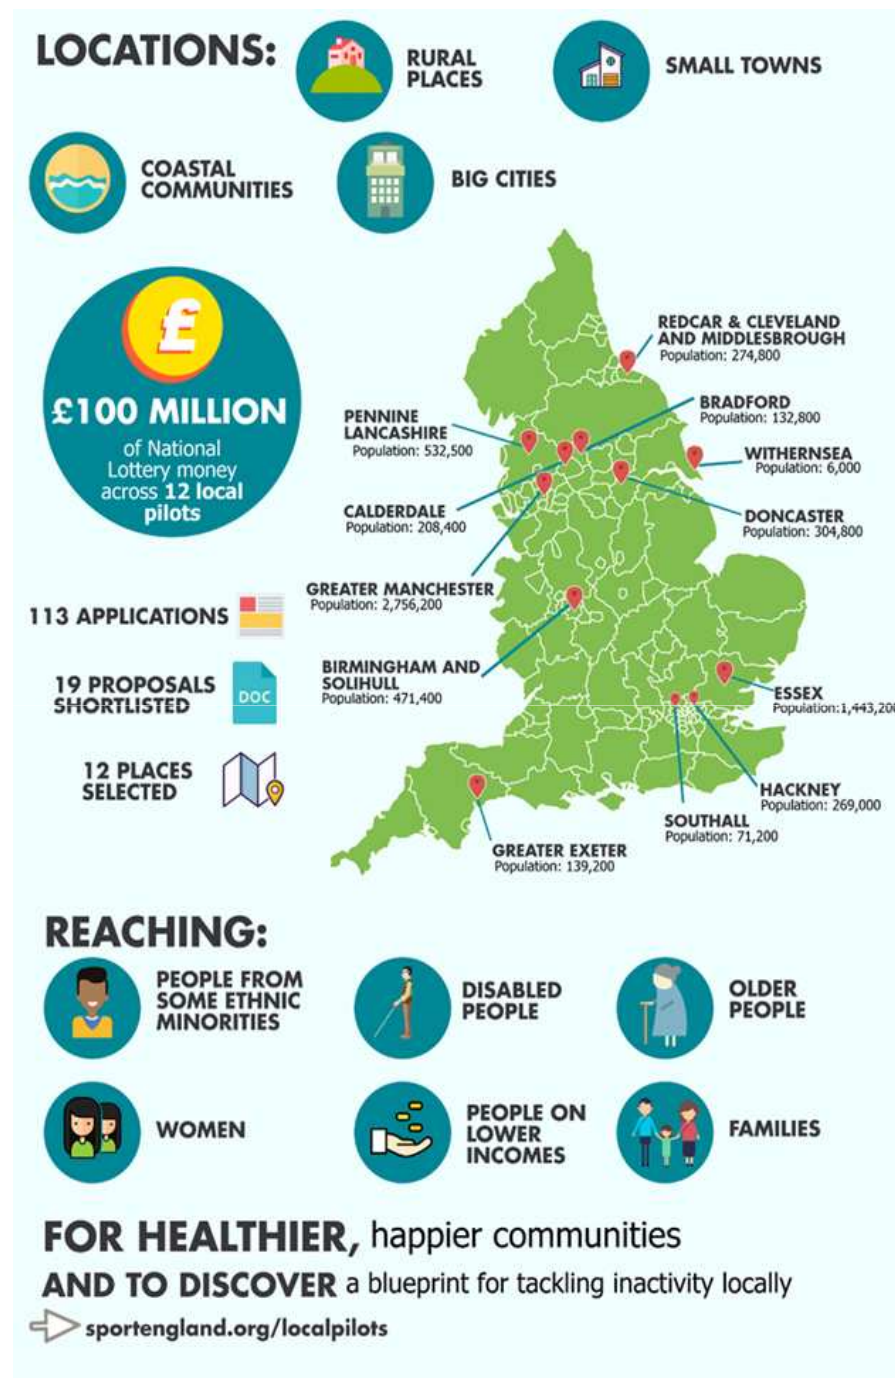 LOCATIONS:
RURAL
PLACES
SMALL TOWNS
COASTAL
COMMUNITIES
BIG CITIES
£
£100 MILLION
of National
Lottery money
across 12 local
pilots
113 APPLICATIONS
19 PROPOSALS
SHORTLISTED
DOC
12 PLACES
SELECTED
REDCAR & CLEVELAND
AND MIDDLESBROUGH
Population: 274,800
BRADFORD
Population: 132,800
PENNINE
LANCASHIRE
Population: 532,500
WITHERNSEA
Population: 6,000
CALDERDALE
Population: 208,400
DONCASTER
Population: 304,800
GREATER MANCHESTER
Population: 2,756,200
BIRMINGHAM AND
SOLIHULL
Population: 471,400
ESSEX
Population:1,443,200
HACKNEY
Population: 269,000
SOUTHALL
Population: 71,200
GREATER EXETER
Population: 139,200
REACHING:
PEOPLE FROM
SOME ETHNIC
MINORITIES
DISABLED
PEOPLE
OLDER
PEOPLE
WOMEN
PEOPLE ON
LOWER
INCOMES
FAMILIES
FOR HEALTHIER, happier communities
AND TO DISCOVER a blueprint for tackling inactivity locally
sportengland.org/localpilots